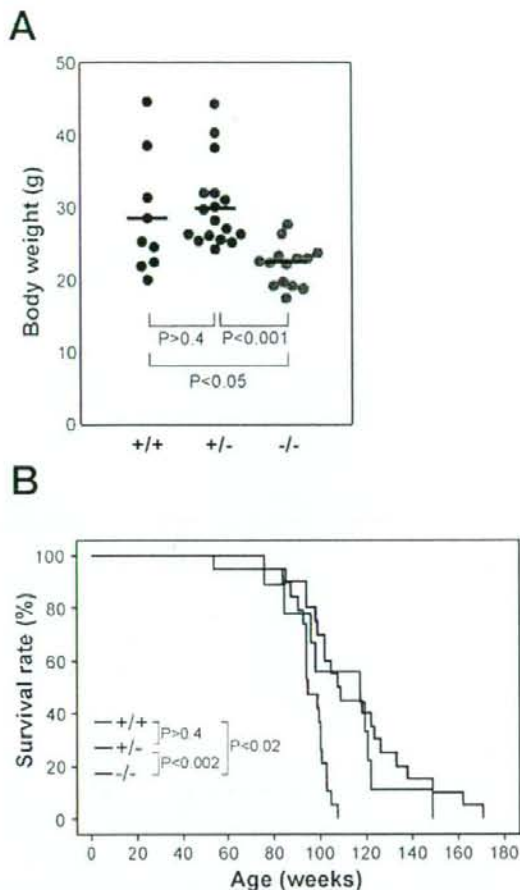 A
Body weight (g)
50
40
30
20
10
0
P>0.4
P<0.001
P<0.05
+/+ +/- -/-
B
Survival rate (%)
100
80
60
40
20
0
+/+
+/-
-/-
P>0.4
P<0.002
P<0.02
0 20 40 60 80 100 120 140 160 180
Age (weeks)